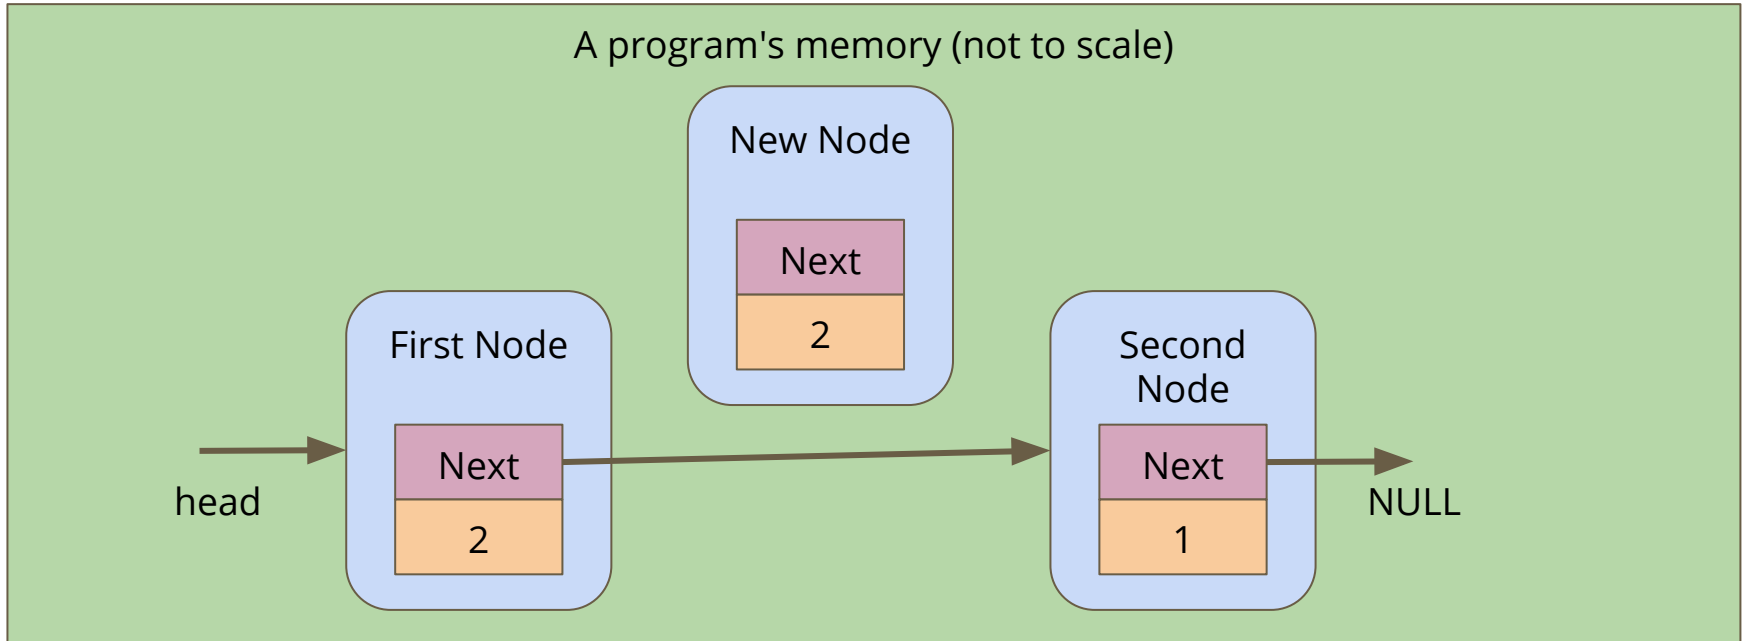 A program's memory (not to scale)
New Node
Next
2
First Node
Next
2
Second
Node
Next
1
head
NULL